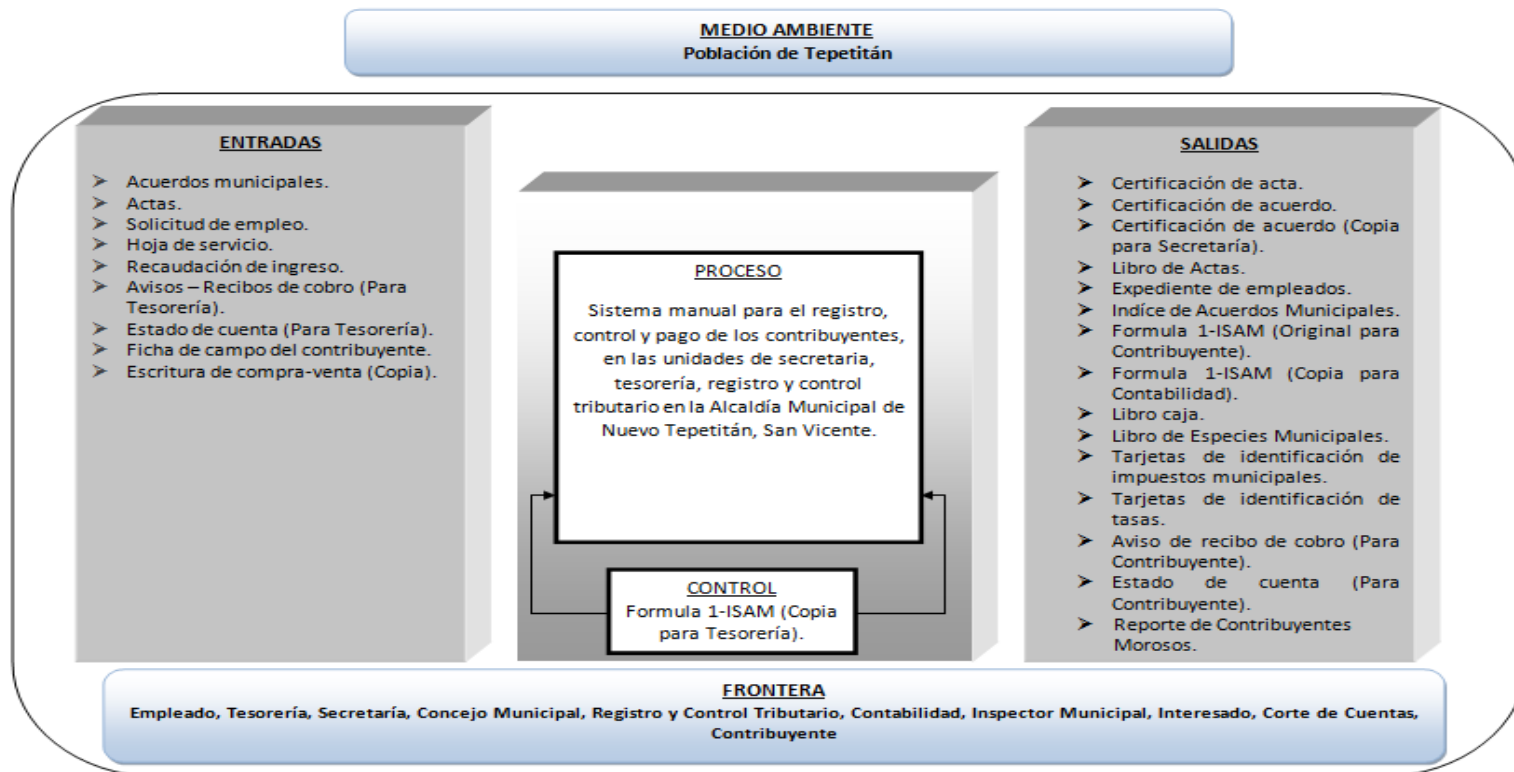 MEDIO AMBIENTE
Población de Tepetitán
ENTRADAS
➢ Acuerdos municipales.
➢ Actas.
➢ Solicitud de empleo.
➢ Hoja de servicio.
➢ Recaudación de ingreso.
➢ Avisos – Recibos de cobro (Para
Tesorería).
➢ Estado de cuenta (Para Tesorería).
➢ Ficha de campo del contribuyente.
➢ Escritura de compra-venta (Copia).
PROCESO
Sistema manual para el registro,
control y pago de los contribuyentes,
en las unidades de secretaria,
tesorería, registro y control
tributario en la Alcaldía Municipal de
Nuevo Tepetitán, San Vicente.
CONTROL
Formula 1-ISAM (Copia
para Tesorería).
SALIDAS
➢ Certificación de acta.
➢ Certificación de acuerdo.
➢ Certificación de acuerdo (Copia
para Secretaría).
➢ Libro de Actas.
➢ Expediente de empleados.
➢ Indíce de Acuerdos Municipales.
➢ Formula 1-ISAM (Original para
Contribuyente).
➢ Formula 1-ISAM (Copia para
Contabilidad).
➢ Libro caja.
➢ Libro de Especies Municipales.
➢ Tarjetas de identificación de
impuestos municipales.
➢ Tarjetas de identificación de
tasas.
➢ Aviso de recibo de cobro (Para
Contribuyente).
➢ Estado de cuenta (Para
Contribuyente).
➢ Reporte de Contribuyentes
Morosos.
FRONTERA
Empleado, Tesorería, Secretaría, Concejo Municipal, Registro y Control Tributario, Contabilidad, Inspector Municipal, Interesado, Corte de Cuentas,
Contribuyente